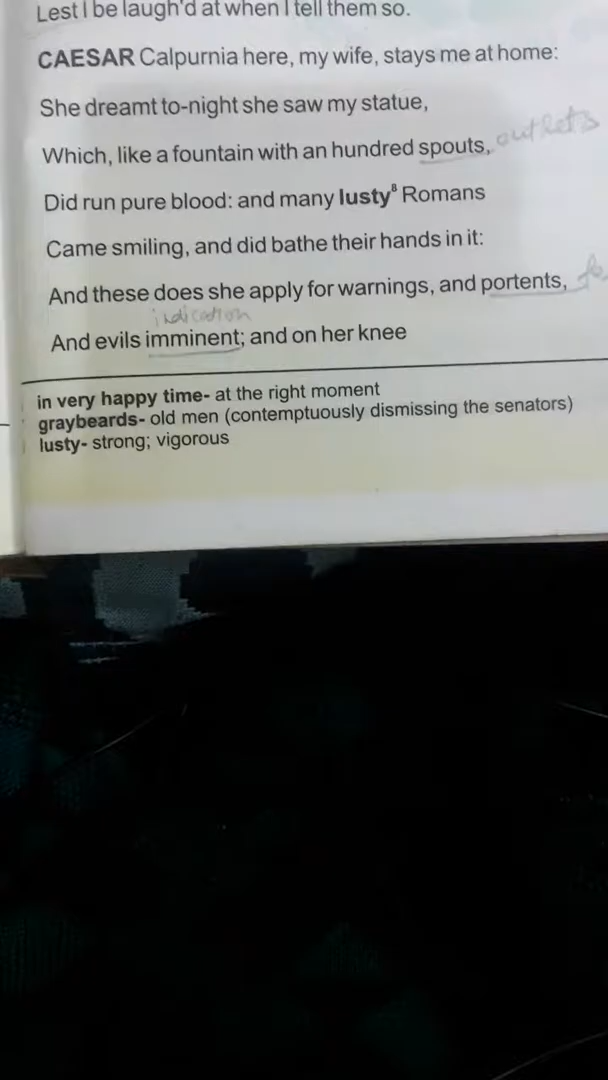 Lest I be laugh'd at when I tell them so.
CAESAR Calpurnia here, my wife, stays me at home:
She dreamt to-night she saw my statue,
Which, like a fountain with an hundred spouts, outlets
Did run pure blood: and many lusty⁸ Romans
Came smiling, and did bathe their hands in it:
And these does she apply for warnings, and portents,
indication
And evils imminent; and on her knee
in very happy time- at the right moment
graybeards- old men (contemptuously dismissing the senators)
lusty- strong; vigorous